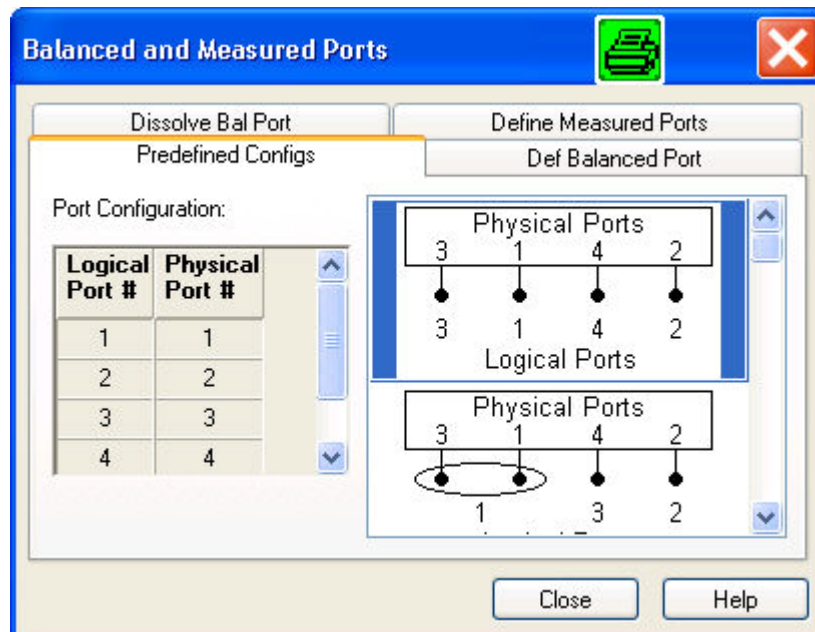 Balanced and Measured Ports
Dissolve Bal Port
Define Measured Ports
Predefined Configs
Def Balanced Port
Port Configuration:
Logical Port #
Physical Port #
1 1
2 2
3 3
4 4
Physical Ports
3 1 4 2
3 1 4 2
Logical Ports
Physical Ports
3 1 4 2
1 3 2
Close
Help